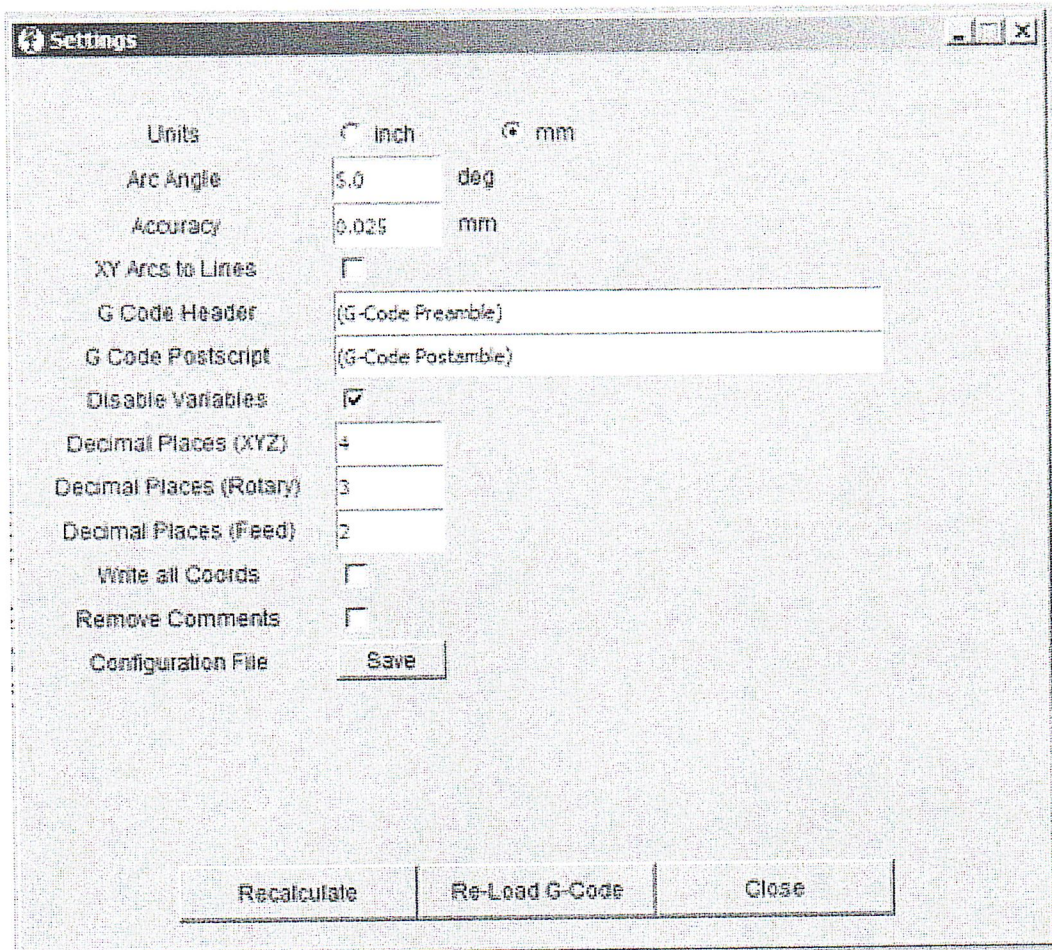 Settings
Units inch mm
Arc Angle 5.0 deg
Accuracy 0.025 mm
XY Arcs to Lines
G Code Header (G-Code Preamble)
G Code Postscript (G-Code Postamble)
Disable Variables
Decimal Places (XYZ) 4
Decimal Places (Rotary) 3
Decimal Places (Feed) 2
Write all Coords
Remove Comments
Configuration File Save
Recalculate Re-Load G-Code Close